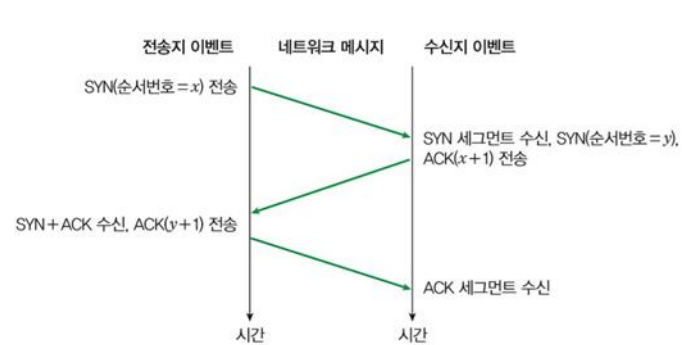 전송지 이벤트 네트워크 메시지 수신지 이벤트
SYN(순서번호=x) 전송
SYN 세그먼트 수신, SYN(순서번호=y),
ACK(x+1) 전송
SYN+ACK 수신, ACK(y+1) 전송
ACK 세그먼트 수신
시간 시간